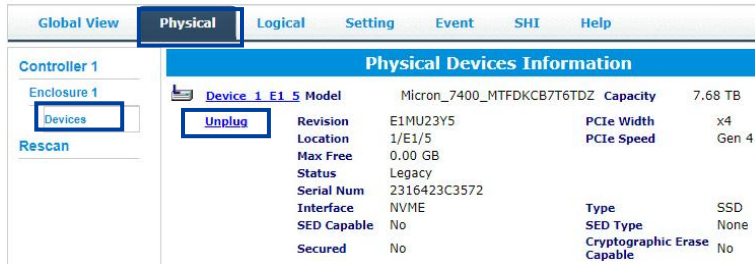 Global View Physical Logical Setting Event SHI Help
Controller 1
Enclosure 1
Devices
Rescan
Physical Devices Information
Device_1_E1_5 Model Micron_7400_MTFDKCB7T6TDZ Capacity 7.68 TB
Unplug Revision E1MU23Y5 PCIe Width x4
Location 1/E1/5 PCIe Speed Gen 4
Max Free 0.00 GB
Status Legacy
Serial Num 2316423C3572
Interface NVME Type SSD
SED Capable No SED Type None
Secured No Cryptographic Erase Capable No